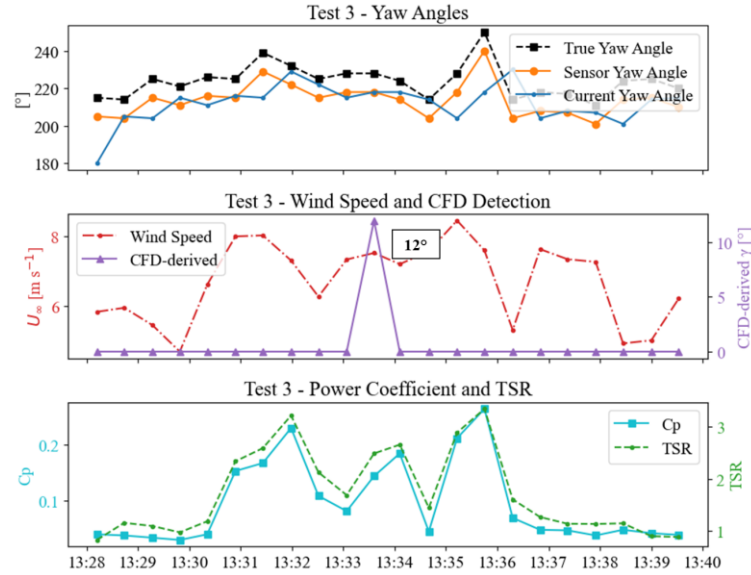 Test 3 - Yaw Angles
True Yaw Angle
Sensor Yaw Angle
Current Yaw Angle
[°]
240
220
200
180
Test 3 - Wind Speed and CFD Detection
Wind Speed
CFD-derived
12°
U∞ [m s⁻¹]
8
6
CFD-derived γ [°]
10
5
0
Test 3 - Power Coefficient and TSR
Cp
TSR
Cp
0.2
0.1
TSR
3
2
1
13:28 13:29 13:30 13:31 13:32 13:33 13:34 13:35 13:36 13:37 13:38 13:39 13:40